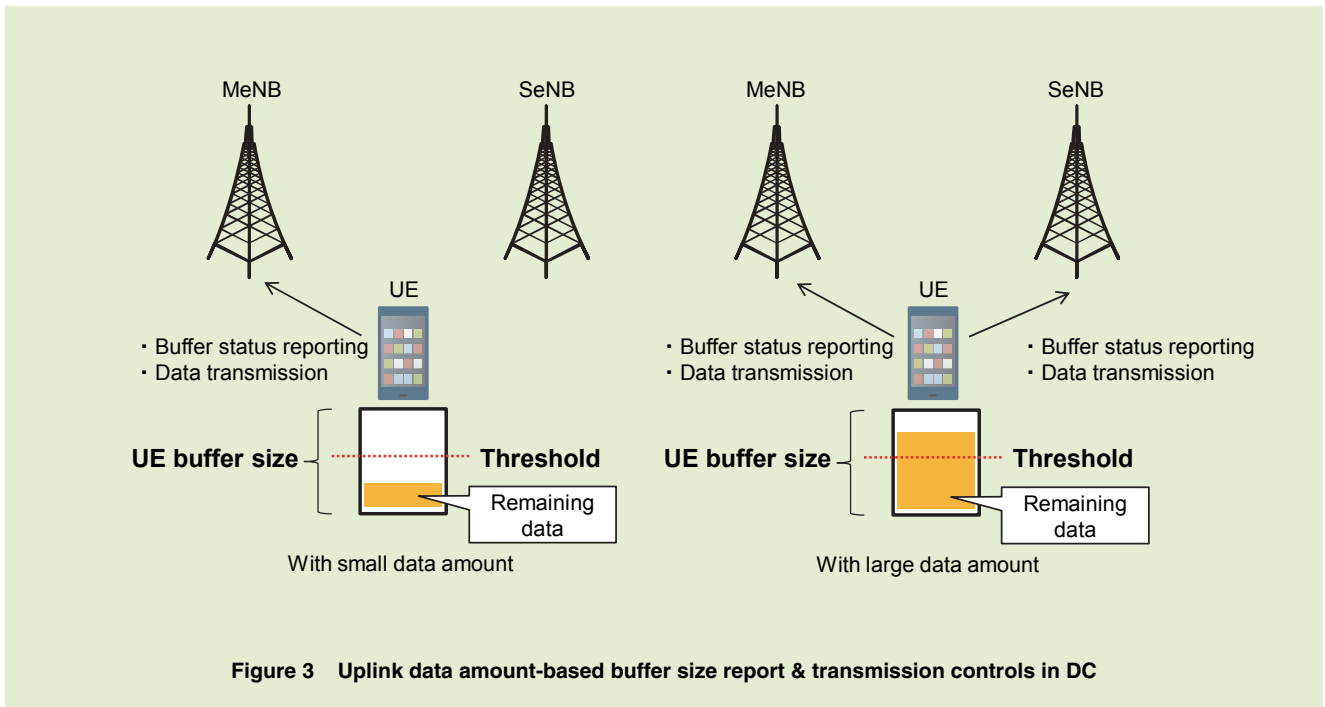 MeNB
SeNB
UE
・Buffer status reporting
・Data transmission
UE buffer size
Threshold
Remaining
data
With small data amount
MeNB
SeNB
UE
・Buffer status reporting
・Data transmission
・Buffer status reporting
・Data transmission
UE buffer size
Threshold
Remaining
data
With large data amount
Figure 3 Uplink data amount-based buffer size report & transmission controls in DC